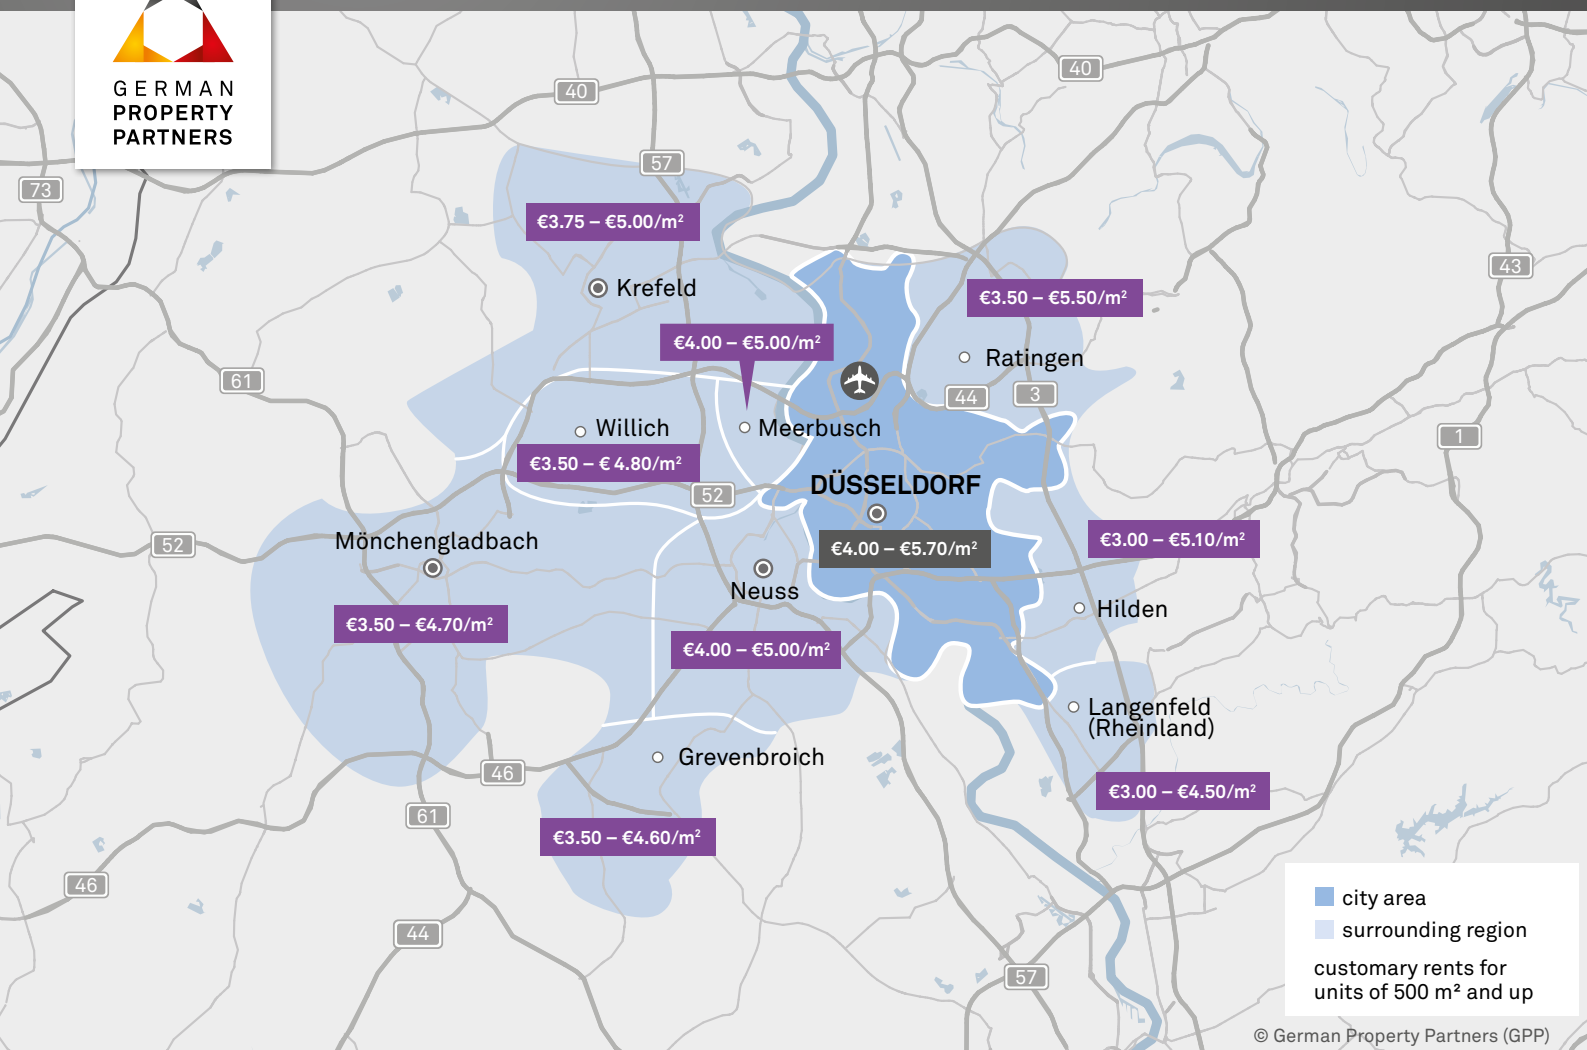 GERMAN
PROPERTY
PARTNERS
40
40
57
73
€3.75 – €5.00/m²
43
Krefeld
€3.50 – €5.50/m²
€4.00 – €5.00/m²
Ratingen
61
44
3
Willich
Meerbusch
1
€3.50 – € 4.80/m²
DÜSSELDORF
52
€4.00 – €5.70/m²
52
Mönchengladbach
€3.00 – €5.10/m²
Neuss
Hilden
€3.50 – €4.70/m²
€4.00 – €5.00/m²
Langenfeld
(Rheinland)
Grevenbroich
46
€3.00 – €4.50/m²
61
€3.50 – €4.60/m²
46
44
57
city area
surrounding region
customary rents for
units of 500 m² and up
© German Property Partners (GPP)